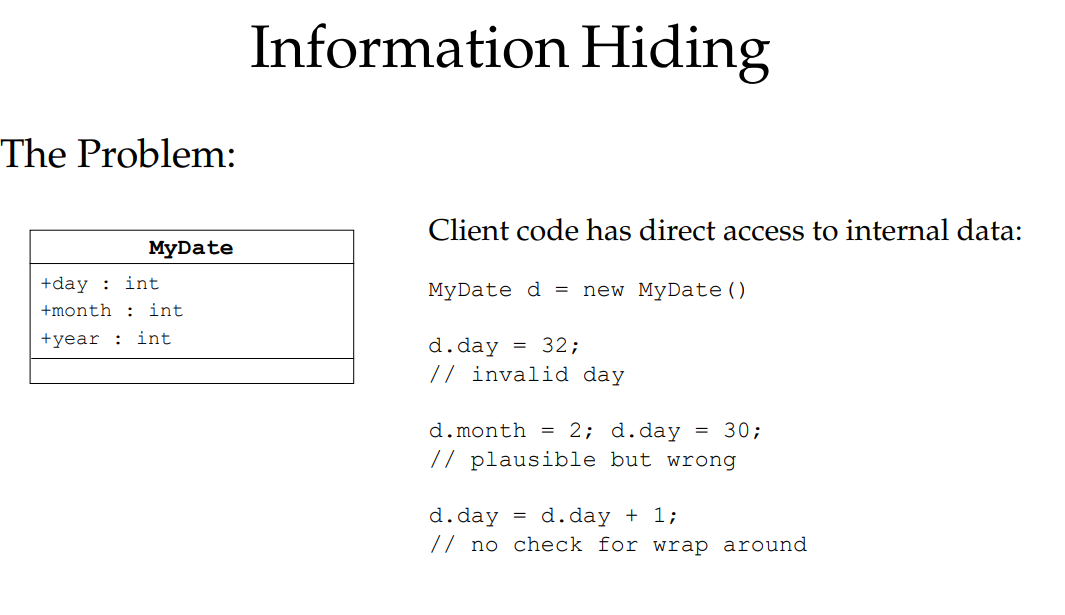 Information Hiding
The Problem:
MyDate
+day : int
+month : int
+year : int
Client code has direct access to internal data:
MyDate d = new MyDate()
d.day = 32;
// invalid day
d.month = 2; d.day = 30;
// plausible but wrong
d.day = d.day + 1;
// no check for wrap around